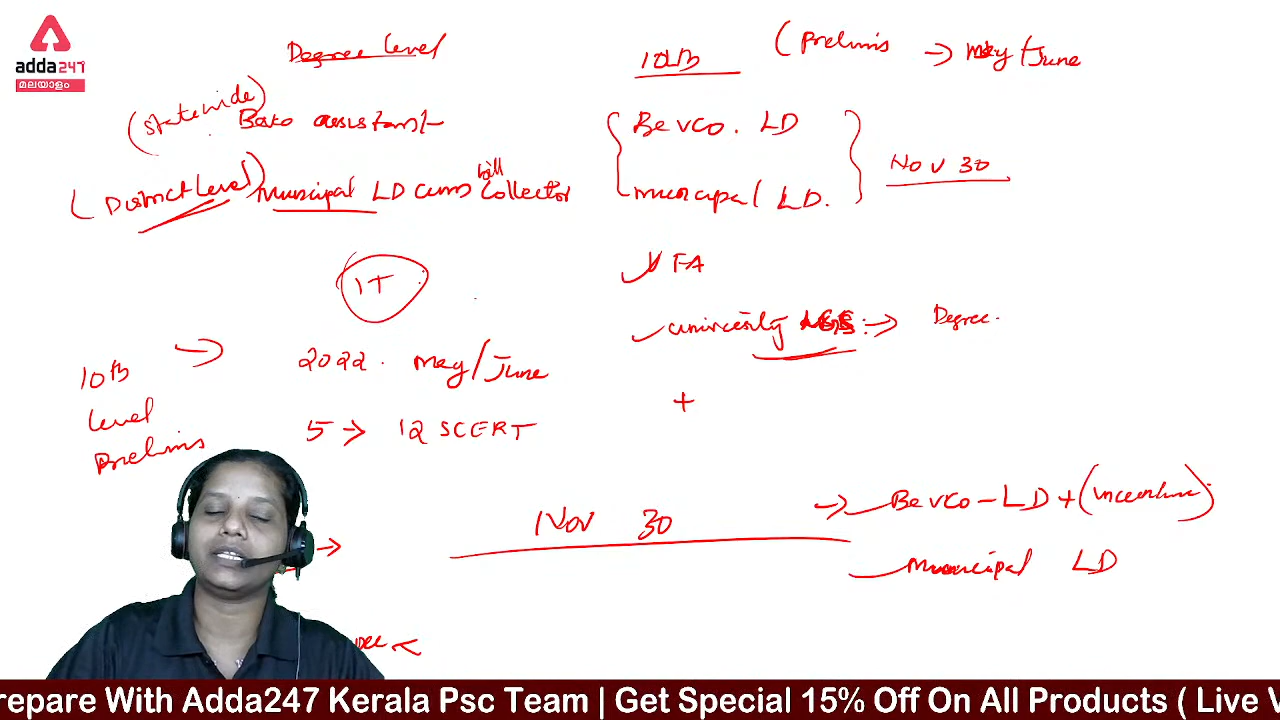 adda247
മലയാളം
Degree level
(statewide)
assistant
(District Level) Municipal LD cum bill Collector
IT
10th level Prelims → 2022. May/June
5 → 12 SCERT
10th (Prelims → May/June
{ Bevco. LD
Municipal LD. } Nov 30
✓ VFA
✓ University LGS → Degree.
+
Nov 30
→ Bevco - LD + (incentive)
Municipal LD
→
repare With Adda247 Kerala Psc Team | Get Special 15% Off On All Products ( Live V